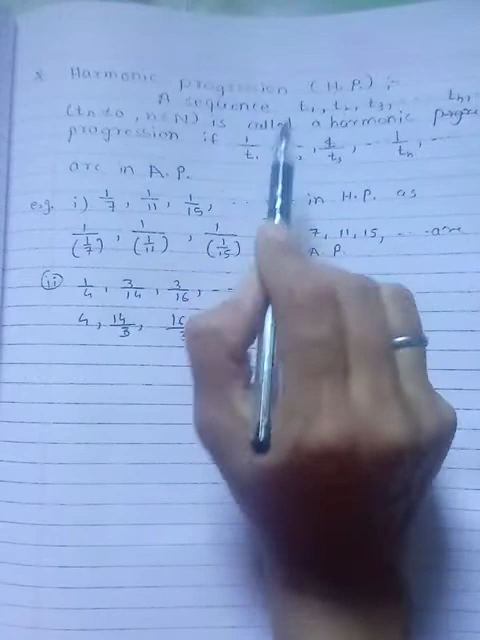 * Harmonic progression (H.P.) :-
A sequence t₁, t₂, t₃, ... tₙ,
(tₙ ≠ 0, n ∈ N) is called a harmonic progre
progression if 1/t₁ , 1/t₃, ... 1/tₙ, ...
are in A.P.
e.g. i) 1/7, 1/11, 1/15, ... in H.P. as
1/(1/7), 1/(1/11), 1/(1/15) 7, 11, 15, ... are
A.P.
(ii) 1/4, 3/14, 3/16, ...
4, 14/3, 16/